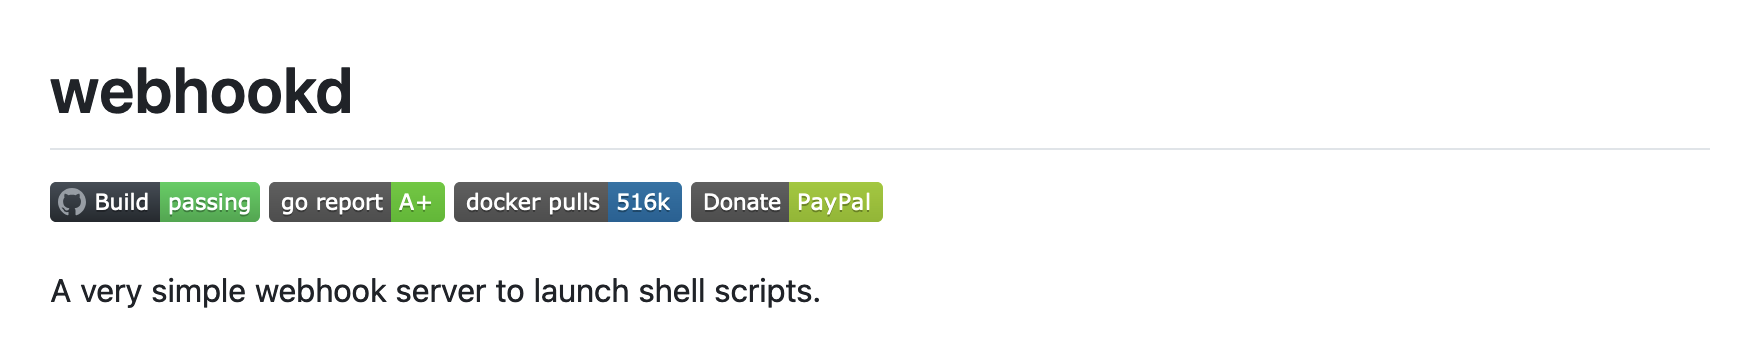 webhookd
Build passing go report A+ docker pulls 516k Donate PayPal
A very simple webhook server to launch shell scripts.